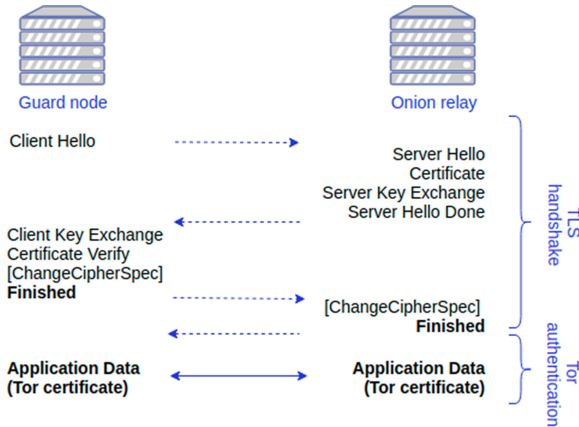 Guard node
Onion relay
Client Hello
Server Hello
Certificate
Server Key Exchange
Server Hello Done
Client Key Exchange
Certificate Verify
[ChangeCipherSpec]
Finished
[ChangeCipherSpec]
Finished
Application Data
(Tor certificate)
Application Data
(Tor certificate)
TLS
handshake
Tor
authentication